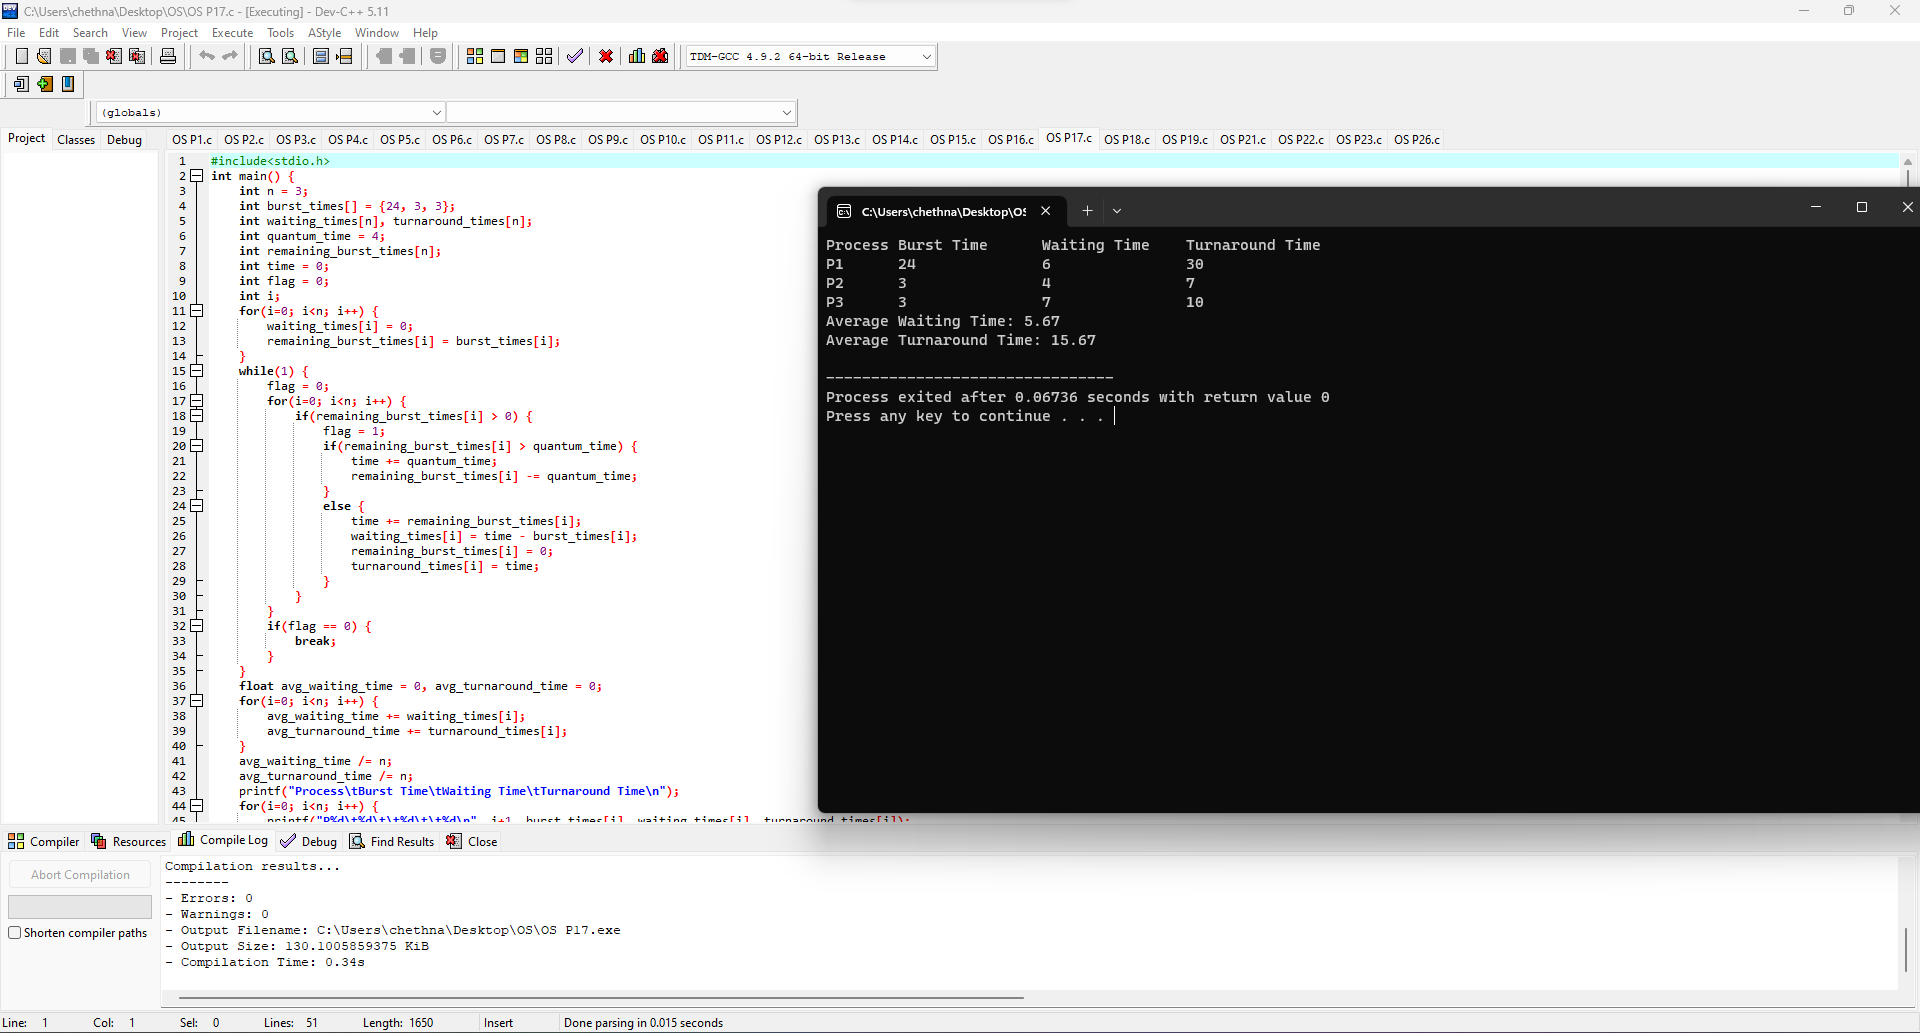 C:\Users\chethna\Desktop\OS\OS P17.c - [Executing] - Dev-C++ 5.11
File Edit Search View Project Execute Tools AStyle Window Help
TDM-GCC 4.9.2 64-bit Release
(globals)
Project Classes Debug OS P1.c OS P2.c OS P3.c OS P4.c OS P5.c OS P6.c OS P7.c OS P8.c OS P9.c OS P10.c OS P11.c OS P12.c OS P13.c OS P14.c OS P15.c OS P16.c OS P17.c OS P18.c OS P19.c OS P21.c OS P22.c OS P23.c OS P26.c
1 #include<stdio.h>
2 int main() {
3 int n = 3;
4 int burst_times[] = {24, 3, 3};
5 int waiting_times[n], turnaround_times[n];
6 int quantum_time = 4;
7 int remaining_burst_times[n];
8 int time = 0;
9 int flag = 0;
10 int i;
11 for(i=0; i<n; i++) {
12 waiting_times[i] = 0;
13 remaining_burst_times[i] = burst_times[i];
14 }
15 while(1) {
16 flag = 0;
17 for(i=0; i<n; i++) {
18 if(remaining_burst_times[i] > 0) {
19 flag = 1;
20 if(remaining_burst_times[i] > quantum_time) {
21 time += quantum_time;
22 remaining_burst_times[i] -= quantum_time;
23 }
24 else {
25 time += remaining_burst_times[i];
26 waiting_times[i] = time - burst_times[i];
27 remaining_burst_times[i] = 0;
28 turnaround_times[i] = time;
29 }
30 }
31 }
32 if(flag == 0) {
33 break;
34 }
35 }
36 float avg_waiting_time = 0, avg_turnaround_time = 0;
37 for(i=0; i<n; i++) {
38 avg_waiting_time += waiting_times[i];
39 avg_turnaround_time += turnaround_times[i];
40 }
41 avg_waiting_time /= n;
42 avg_turnaround_time /= n;
43 printf("Process\tBurst Time\tWaiting Time\tTurnaround Time\n");
44 for(i=0; i<n; i++) {
45 printf("P%d\t%d\t\t%d\t\t%d\n", i+1, burst_times[i], waiting_times[i], turnaround_times[i]);
C:\Users\chethna\Desktop\OS
Process Burst Time Waiting Time Turnaround Time
P1 24 6 30
P2 3 4 7
P3 3 7 10
Average Waiting Time: 5.67
Average Turnaround Time: 15.67
--------------------------------
Process exited after 0.06736 seconds with return value 0
Press any key to continue . . .
Compiler Resources Compile Log Debug Find Results Close
Abort Compilation
Shorten compiler paths
Compilation results...
--------
- Errors: 0
- Warnings: 0
- Output Filename: C:\Users\chethna\Desktop\OS\OS P17.exe
- Output Size: 130.1005859375 KiB
- Compilation Time: 0.34s
Line: 1 Col: 1 Sel: 0 Lines: 51 Length: 1650 Insert Done parsing in 0.015 seconds